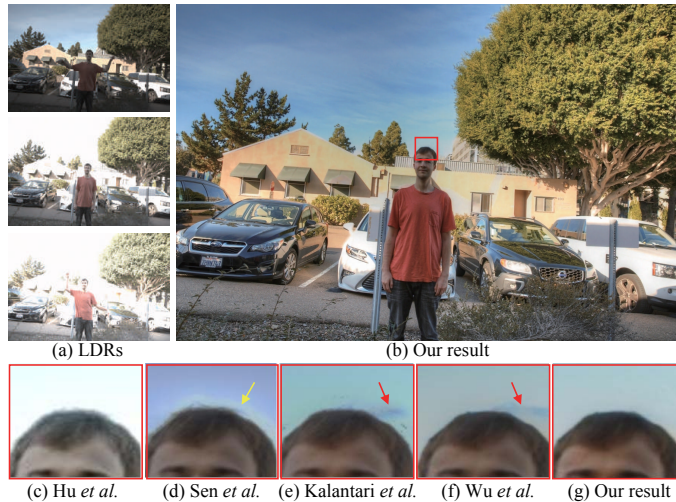 (a) LDRs
(b) Our result
(c) Hu et al.
(d) Sen et al.
(e) Kalantari et al.
(f) Wu et al.
(g) Our result